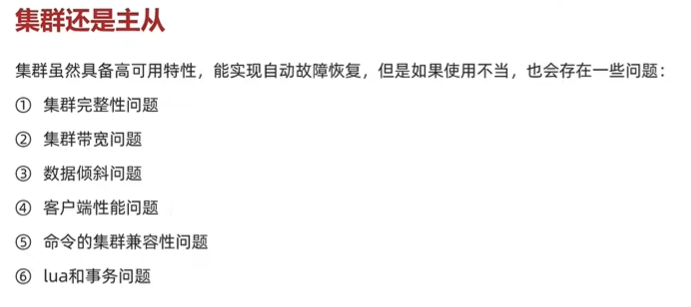 集群还是主从
集群虽然具备高可用特性，能实现自动故障恢复，但是如果使用不当，也会存在一些问题：
① 集群完整性问题
② 集群带宽问题
③ 数据倾斜问题
④ 客户端性能问题
⑤ 命令的集群兼容性问题
⑥ lua和事务问题